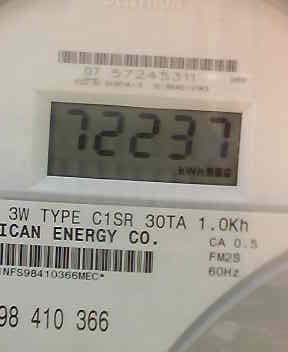 07 57245311
72237
kWh
3W TYPE C1SR 30TA 1.0Kh
ICAN ENERGY CO.
CA 0.5
FM2S
60Hz
INFS98410366MEC*
98 410 366